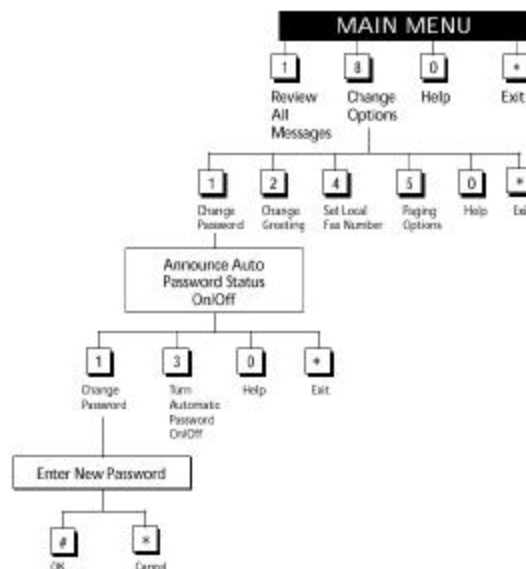 MAIN MENU
1 8 0 *
Review All Messages
Change Options
Help
Exit
1 2 4 5 0 *
Change Password
Change Greeting
Set Local Fax Number
Paging Options
Help
Announce Auto
Password Status
On/Off
1 3 0 *
Change Password
Turn Automatic Password On/Off
Help
Exit
Enter New Password
# *
OK
Cancel